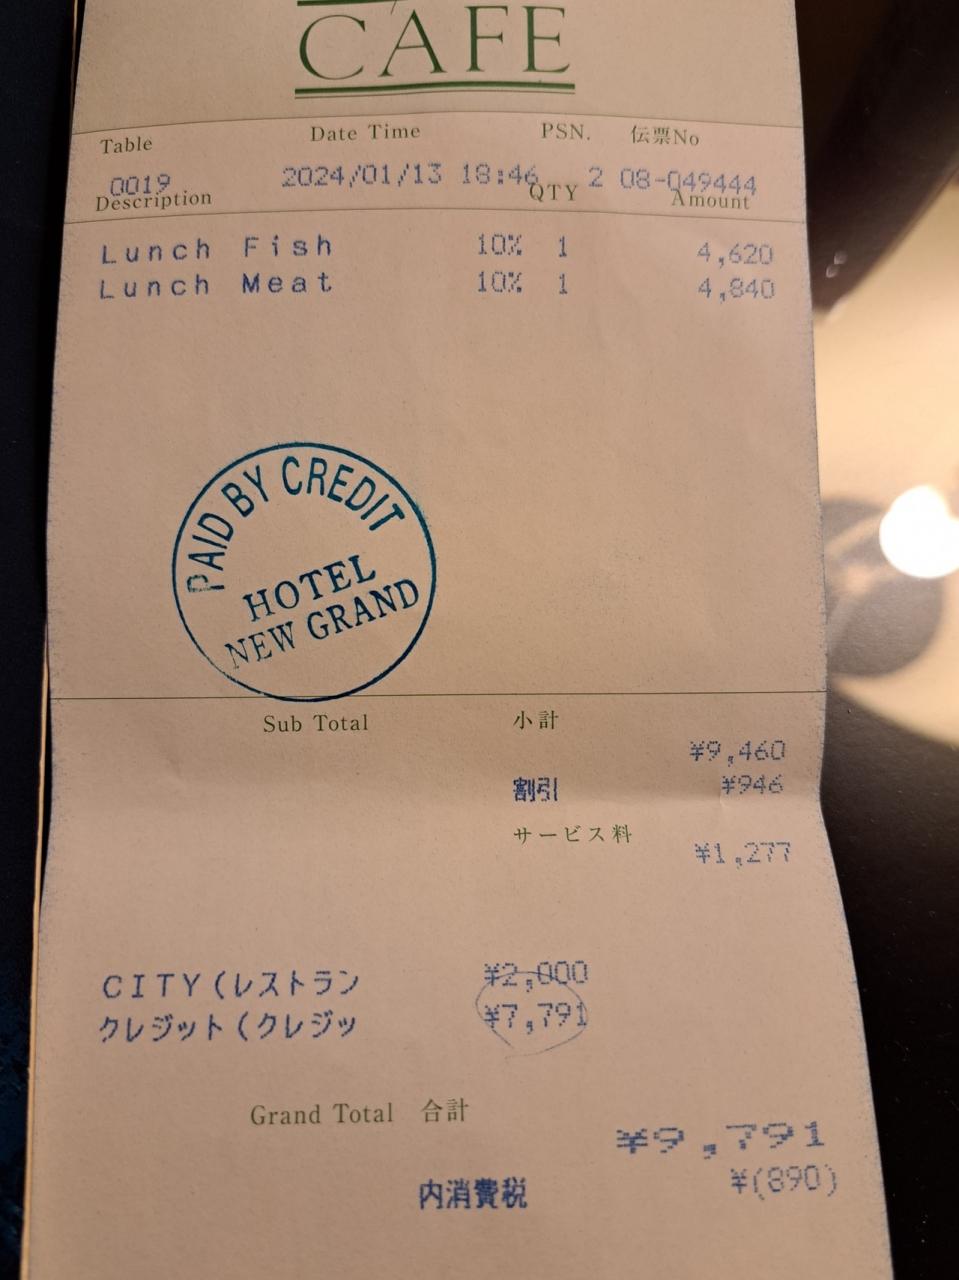 CAFE
Table Date Time PSN. 伝票No
0019 2024/01/13 18:46 2 08-049444
Description QTY Amount
Lunch Fish 10% 1 4,620
Lunch Meat 10% 1 4,840
PAID BY CREDIT
HOTEL
NEW GRAND
Sub Total 小計
¥9,460
割引 ¥946
サービス料
¥1,277
CITY(レストラン ¥2,000
クレジット(クレジッ ¥7,791
Grand Total 合計
¥9,791
内消費税 ¥(890)